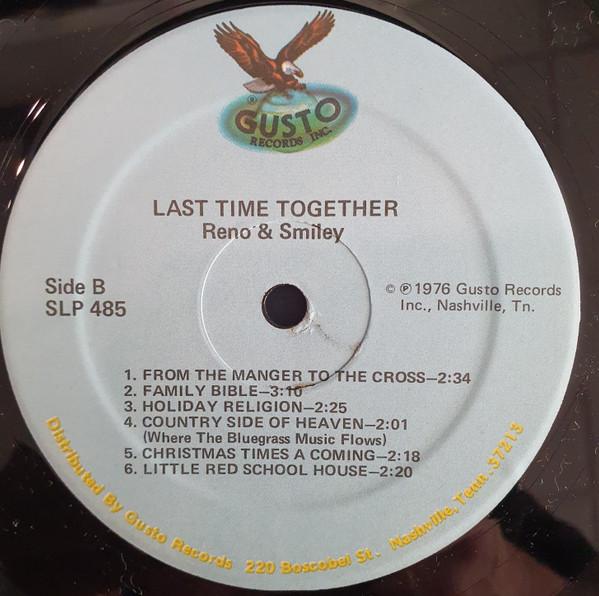 ® GUSTO
RECORDS INC.
LAST TIME TOGETHER
Reno & Smiley
Side B
SLP 485
© ℗ 1976 Gusto Records
Inc., Nashville, Tn.
1. FROM THE MANGER TO THE CROSS—2:34
2. FAMILY BIBLE—3:10
3. HOLIDAY RELIGION—2:25
4. COUNTRY SIDE OF HEAVEN—2:01
(Where The Bluegrass Music Flows)
5. CHRISTMAS TIMES A COMING—2:18
6. LITTLE RED SCHOOL HOUSE—2:20
Distributed By Gusto Records 220 Boscobel St. Nashville, Tenn. 37213